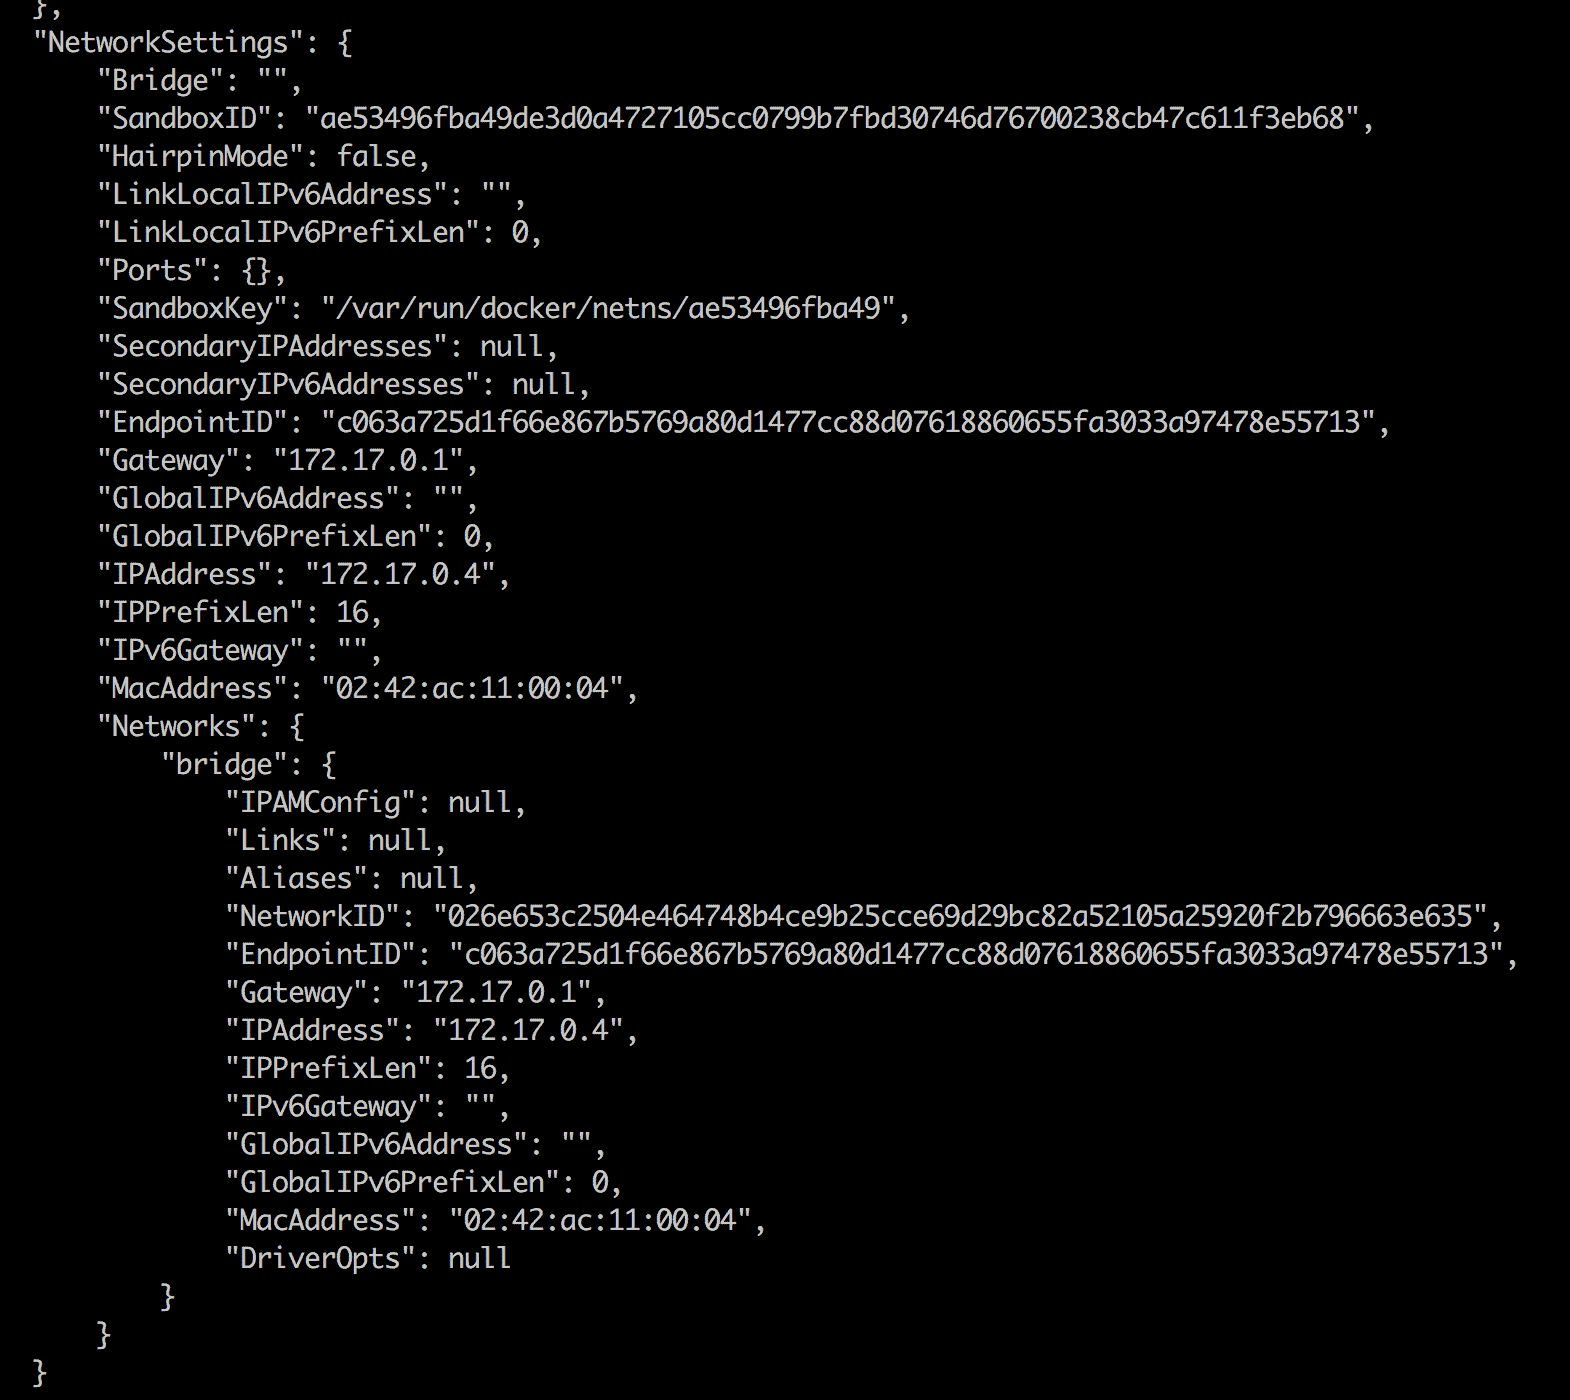 },
"NetworkSettings": {
"Bridge": "",
"SandboxID": "ae53496fba49de3d0a4727105cc0799b7fbd30746d76700238cb47c611f3eb68",
"HairpinMode": false,
"LinkLocalIPv6Address": "",
"LinkLocalIPv6PrefixLen": 0,
"Ports": {},
"SandboxKey": "/var/run/docker/netns/ae53496fba49",
"SecondaryIPAddresses": null,
"SecondaryIPv6Addresses": null,
"EndpointID": "c063a725d1f66e867b5769a80d1477cc88d07618860655fa3033a97478e55713",
"Gateway": "172.17.0.1",
"GlobalIPv6Address": "",
"GlobalIPv6PrefixLen": 0,
"IPAddress": "172.17.0.4",
"IPPrefixLen": 16,
"IPv6Gateway": "",
"MacAddress": "02:42:ac:11:00:04",
"Networks": {
"bridge": {
"IPAMConfig": null,
"Links": null,
"Aliases": null,
"NetworkID": "026e653c2504e464748b4ce9b25cce69d29bc82a52105a25920f2b796663e635",
"EndpointID": "c063a725d1f66e867b5769a80d1477cc88d07618860655fa3033a97478e55713",
"Gateway": "172.17.0.1",
"IPAddress": "172.17.0.4",
"IPPrefixLen": 16,
"IPv6Gateway": "",
"GlobalIPv6Address": "",
"GlobalIPv6PrefixLen": 0,
"MacAddress": "02:42:ac:11:00:04",
"DriverOpts": null
}
}
}